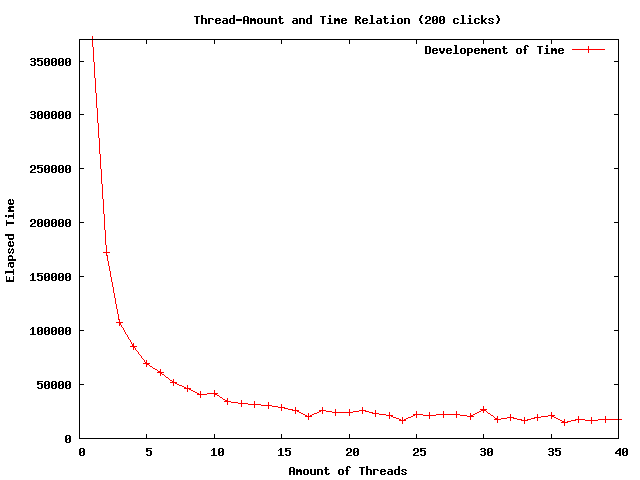 Thread-Amount and Time Relation (200 clicks)
Developement of Time
350000
300000
250000
200000
150000
100000
50000
0
Elapsed Time
0 5 10 15 20 25 30 35 40
Amount of Threads